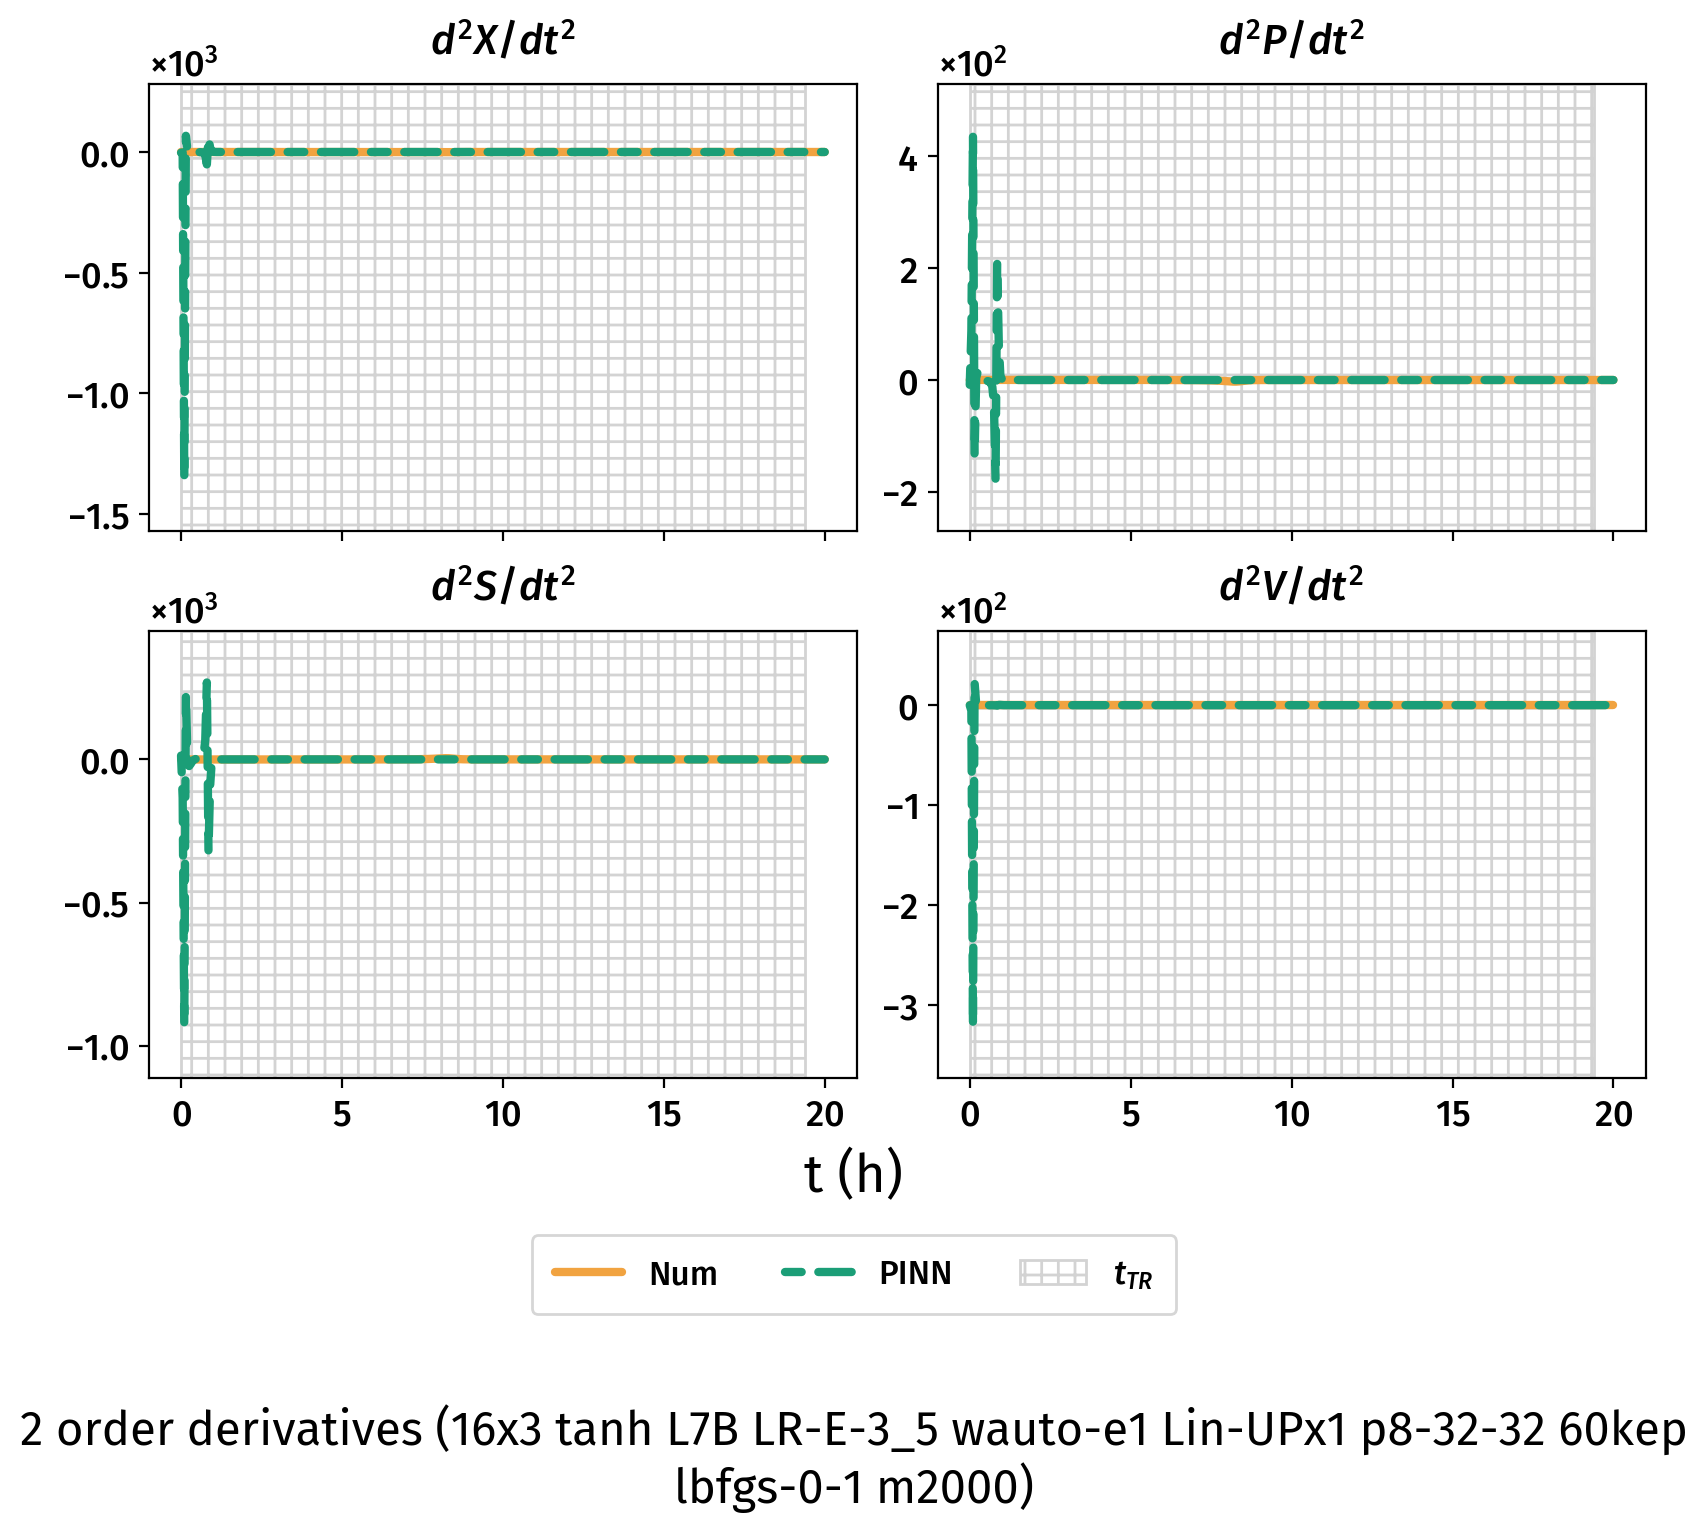 d²X/dt²
×10³
0.0
−0.5
−1.0
−1.5
d²P/dt²
×10²
4
2
0
−2
d²S/dt²
×10³
0.0
−0.5
−1.0
0 5 10 15 20
d²V/dt²
×10²
0
−1
−2
−3
0 5 10 15 20
t (h)
Num PINN t_TR
2 order derivatives (16x3 tanh L7B LR-E-3_5 wauto-e1 Lin-UPx1 p8-32-32 60kep
lbfgs-0-1 m2000)